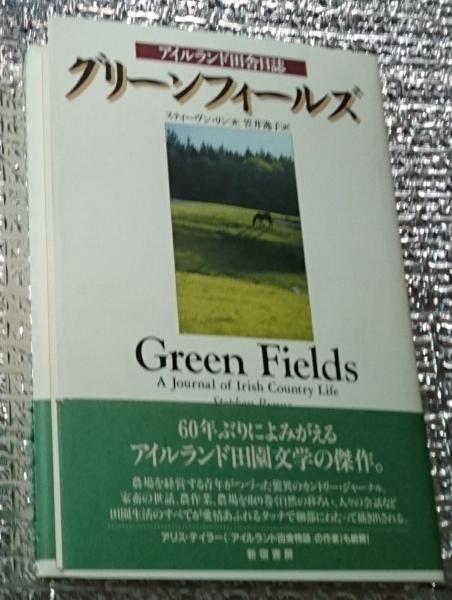 アイルランド田舎日誌
グリーンフィールズ
スティーヴン・リン著 笠井逸子訳
Green Fields
A Journal of Irish Country Life
60年ぶりによみがえる
アイルランド田園文学の傑作。
農場を経営する青年がつづった驚異のカントリー・ジャーナル。
家畜の世話、農作業、農場を取り巻く自然の移ろい、人々の会話など
田園生活のすべてが愛情あふれるタッチで細部にわたって描き出される。
アリス・テイラー(「アイルランド田舎物語」の作者)も絶賛!
新宿書房